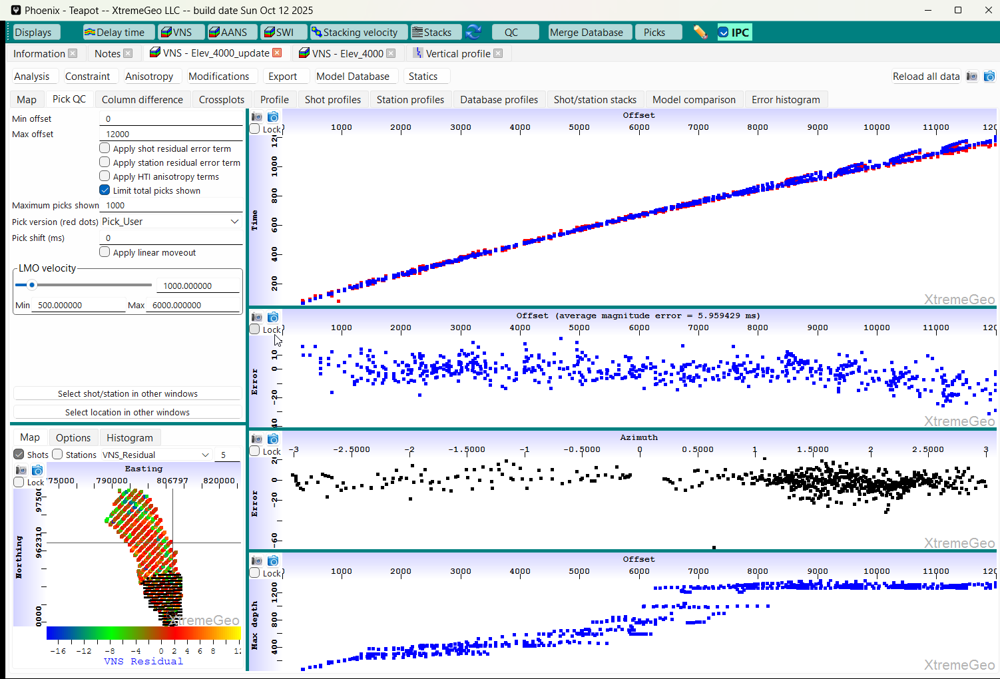 Phoenix - Teapot -- XtremeGeo LLC -- build date Sun Oct 12 2025
Displays Delay time VNS AANS SWI Stacking velocity Stacks QC Merge Database Picks IPC
Information Notes VNS - Elev_4000_update VNS - Elev_4000 Vertical profile
Analysis Constraint Anisotropy Modifications Export Model Database Statics Reload all data
Map Pick QC Column difference Crossplots Profile Shot profiles Station profiles Database profiles Shot/station stacks Model comparison Error histogram
Min offset 0
Max offset 12000
Apply shot residual error term
Apply station residual error term
Apply HTI anisotropy terms
Limit total picks shown
Maximum picks shown 1000
Pick version (red dots) Pick_User
Pick shift (ms) 0
Apply linear moveout
LMO velocity
1000.000000
Min 500.000000 Max 6000.000000
Select shot/station in other windows
Select location in other windows
Map Options Histogram
Shots Stations VNS_Residual 5
Easting
Lock 775000 790000 806797 820000
Northing
97500
962310
0000
XtremeGeo
-16 -12 -8 -4 0 2 4 6 8 12
VNS Residual
Offset
Lock 1000 2000 3000 4000 5000 6000 7000 8000 9000 10000 11000 120
Time
1000
800
600
400
200
XtremeGeo
Offset (average magnitude error = 5.959429 ms)
Lock 1000 2000 3000 4000 5000 6000 7000 8000 9000 10000 11000 120
Error
10
0
-20
40
XtremeGeo
Azimuth
Lock -3 -2.5000 -2 -1.5000 -1 -0.5000 0 0.5000 1 1.5000 2 2.5000 3
Error
0
-20
-60
XtremeGeo
Offset
Lock 1000 2000 3000 4000 5000 6000 7000 8000 9000 10000 11000 120
Max depth
1200
800
400
XtremeGeo